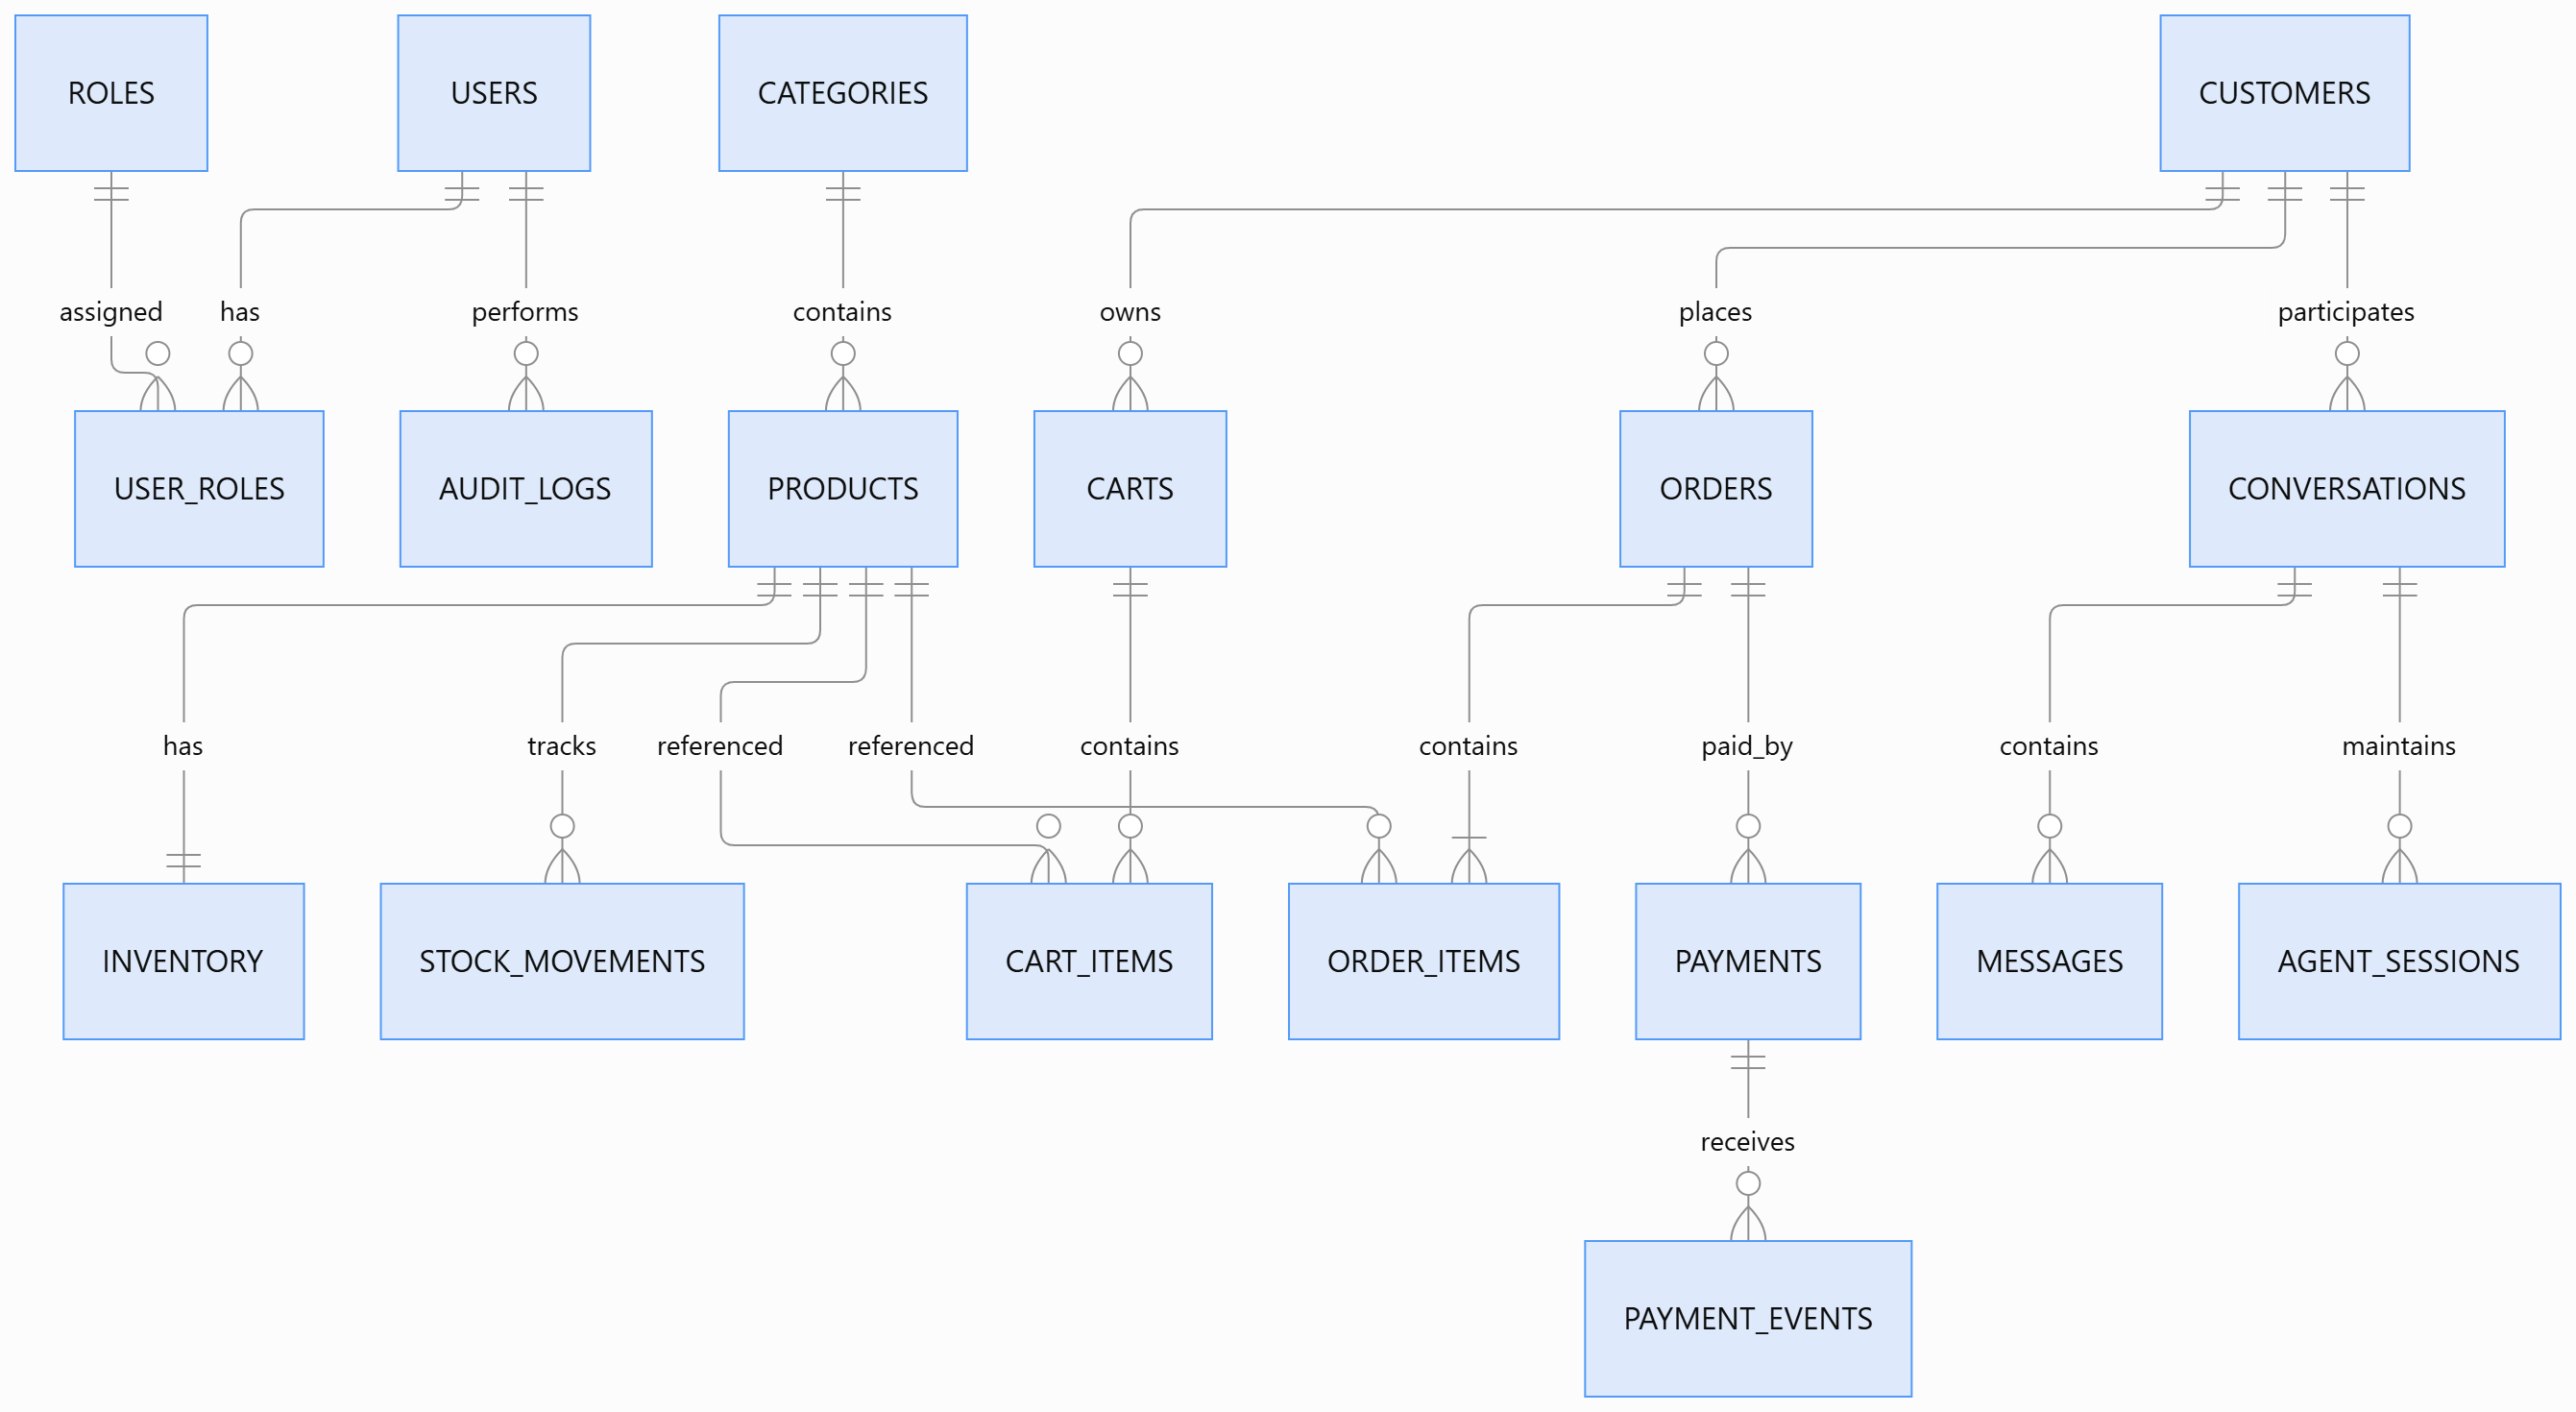 ROLES
USERS
CATEGORIES
CUSTOMERS
assigned
has
performs
contains
owns
places
participates
USER_ROLES
AUDIT_LOGS
PRODUCTS
CARTS
ORDERS
CONVERSATIONS
has
tracks
referenced
referenced
contains
contains
paid_by
contains
maintains
INVENTORY
STOCK_MOVEMENTS
CART_ITEMS
ORDER_ITEMS
PAYMENTS
MESSAGES
AGENT_SESSIONS
receives
PAYMENT_EVENTS